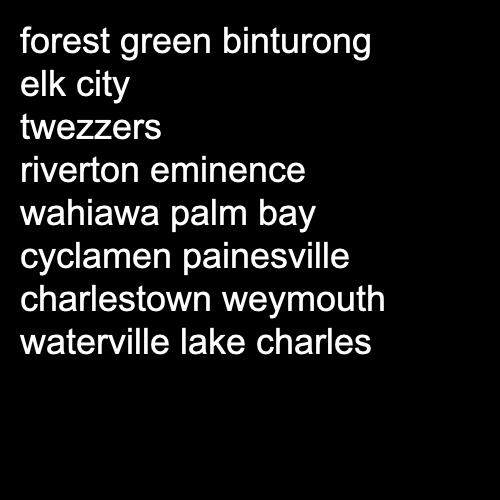 forest green binturong
elk city
twezzers
riverton eminence
wahiawa palm bay
cyclamen painesville
charlestown weymouth
waterville lake charles